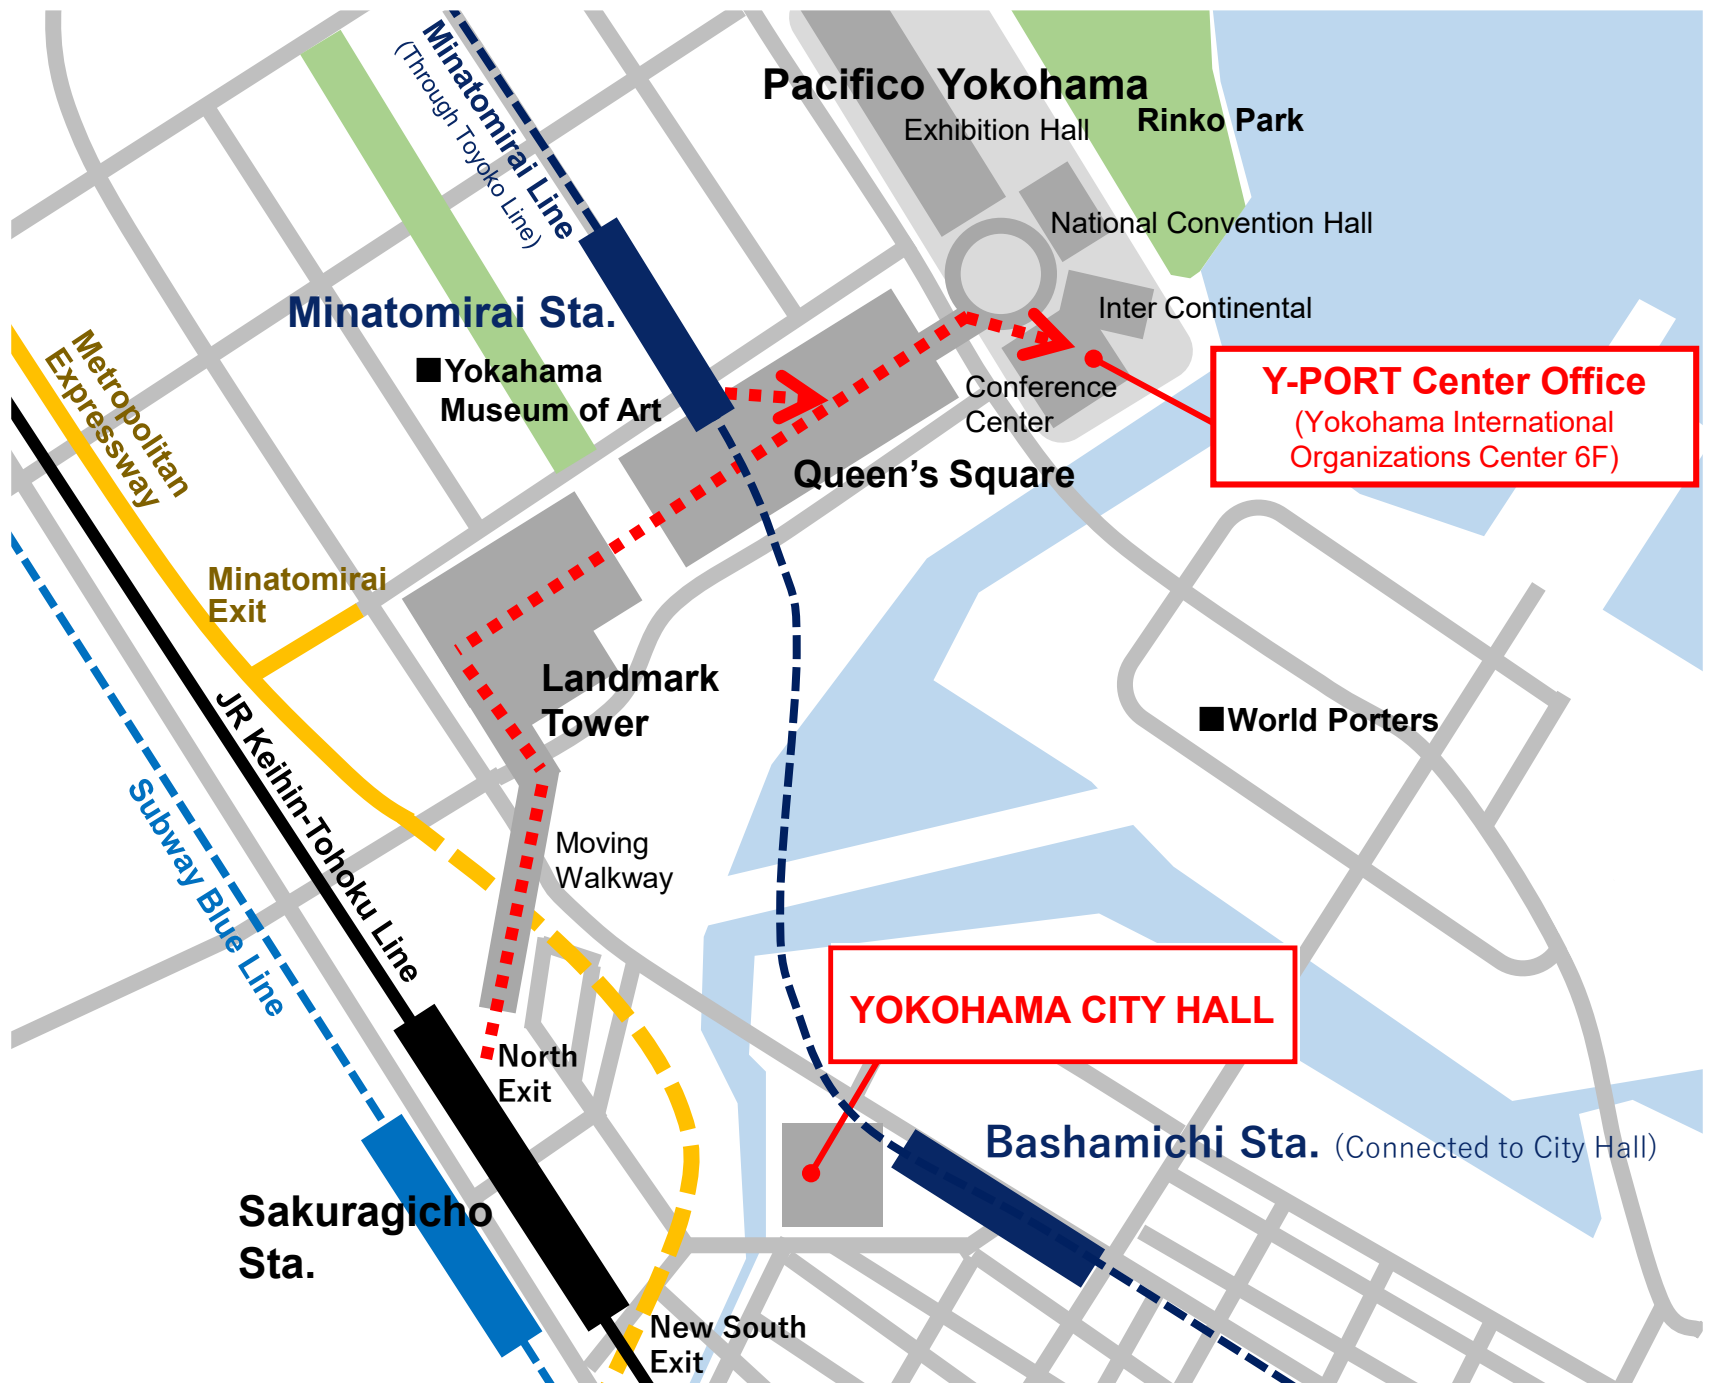 Minatomirai Line
(Through Toyoko Line)
Pacifico Yokohama
Exhibition Hall
Rinko Park
National Convention Hall
Inter Continental
Minatomirai Sta.
Metropolitan
Expressway
■Yokahama
Museum of Art
Conference
Center
Y-PORT Center Office
(Yokohama International
Organizations Center 6F)
Queen's Square
Minatomirai
Exit
Landmark
Tower
■World Porters
JR Keihin-Tohoku Line
Subway Blue Line
Moving
Walkway
YOKOHAMA CITY HALL
North
Exit
Bashamichi Sta. (Connected to City Hall)
Sakuragicho
Sta.
New South
Exit